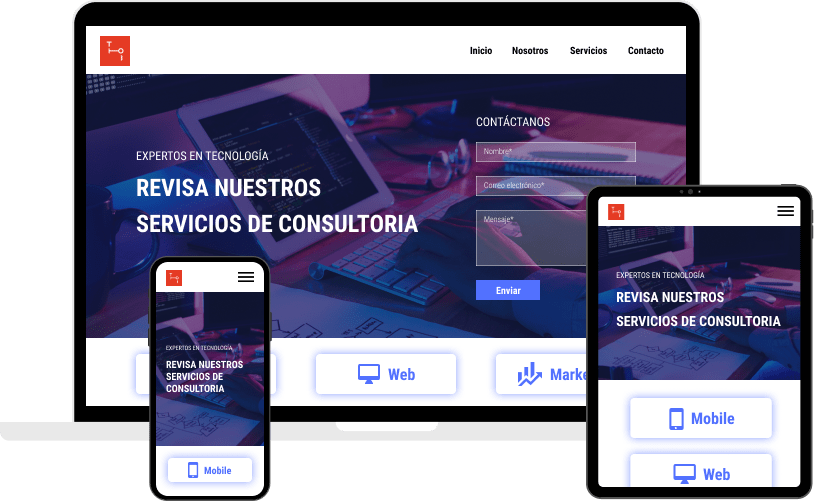 Inicio
Nosotros
Servicios
Contacto
CONTÁCTANOS
Nombre*
Correo electrónico*
Mensaje*
Enviar
EXPERTOS EN TECNOLOGÍA
REVISA NUESTROS
SERVICIOS DE CONSULTORIA
Web
EXPERTOS EN TECNOLOGÍA
REVISA NUESTROS
SERVICIOS DE
CONSULTORIA
Mobile
EXPERTOS EN TECNOLOGÍA
REVISA NUESTROS
SERVICIOS DE CONSULTORIA
Mobile
Web